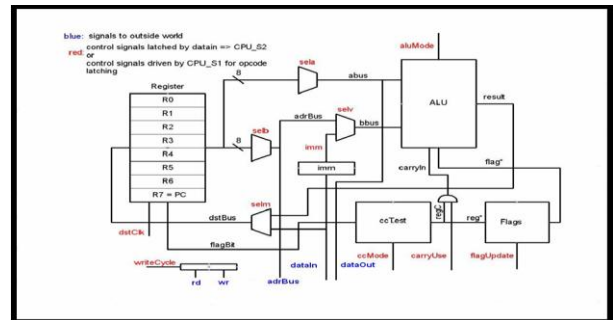 blue: signals to outside world
red: control signals latched by datain => CPU_S2
or
control signals driven by CPU_S1 for opcode
latching
aluMode
sela
8
abus
Register
R0
R1
R2
R3
R4
R5
R6
R7 = PC
ALU
result
adrBus
selv
bbus
8
selb
imm
imm
carryIn
flag*
selm
dstBus
regC
ccTest
reg*
Flags
dstClk
flagBit
writeCycle
rd
wr
adrBus
dataIn
dataOut
ccMode
carryUse
flagUpdate